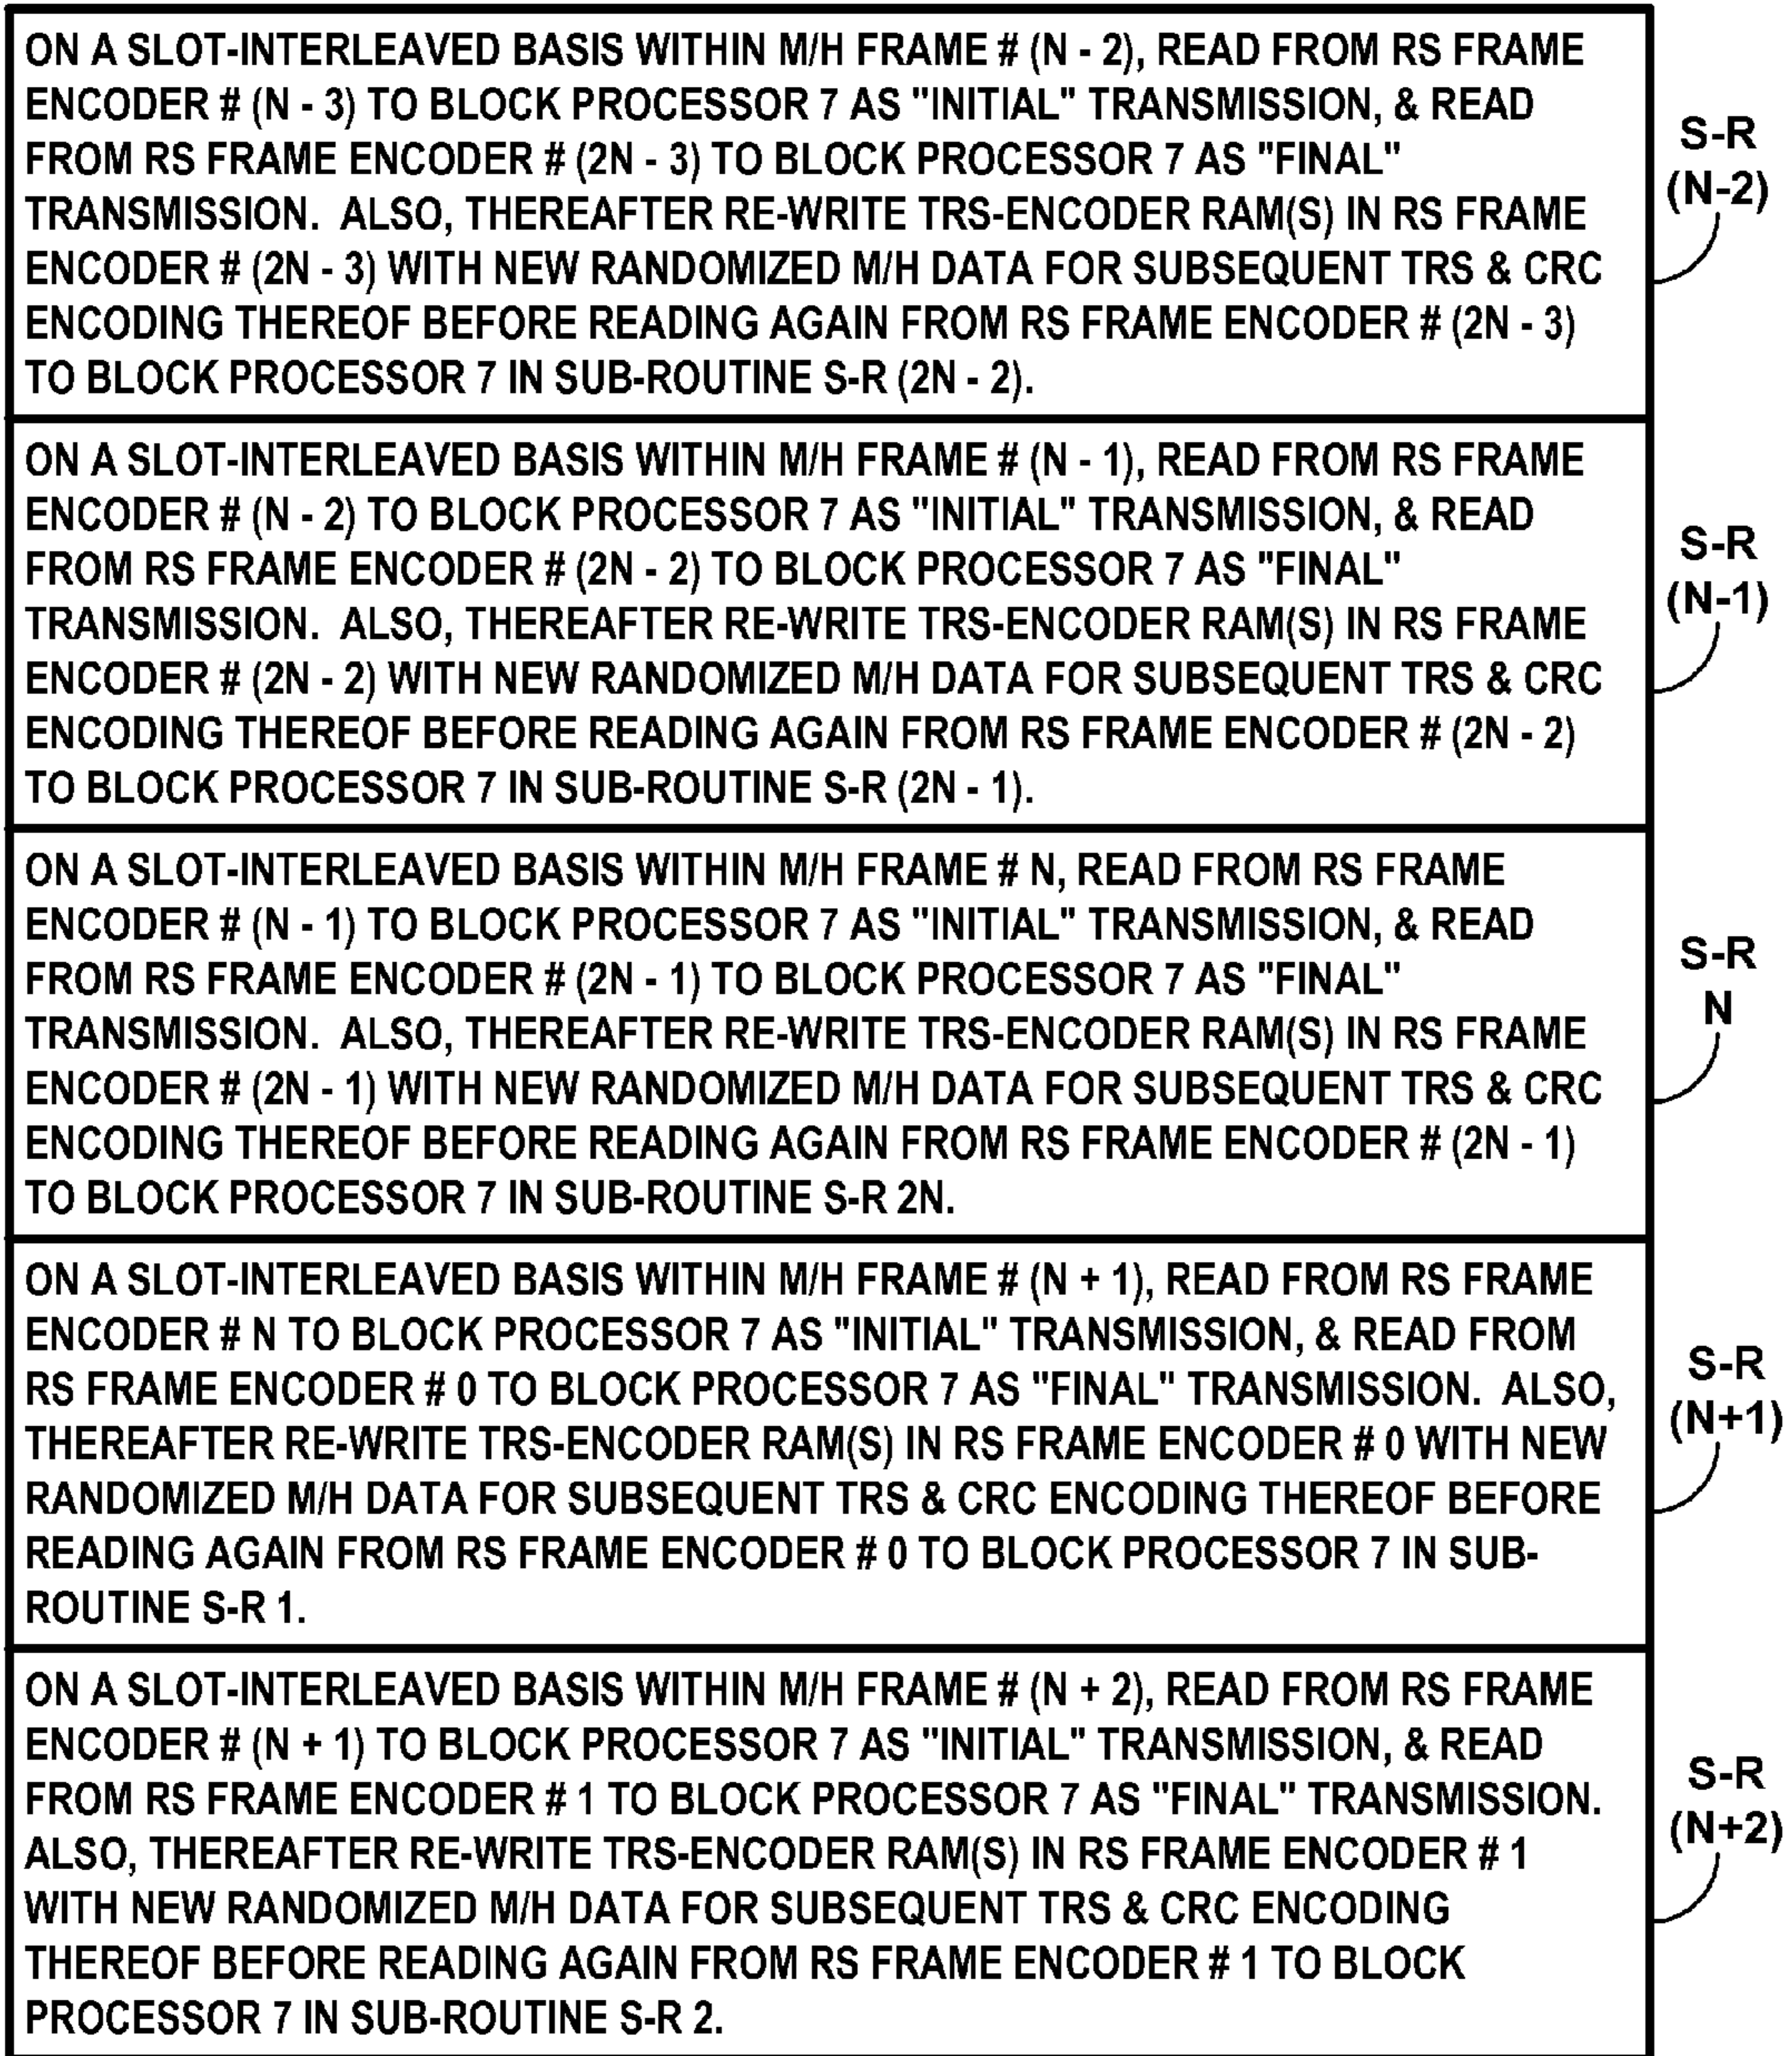 ON A SLOT-INTERLEAVED BASIS WITHIN M/H FRAME # (N - 2), READ FROM RS FRAME
ENCODER # (N - 3) TO BLOCK PROCESSOR 7 AS "INITIAL" TRANSMISSION, & READ
FROM RS FRAME ENCODER # (2N - 3) TO BLOCK PROCESSOR 7 AS "FINAL"
TRANSMISSION. ALSO, THEREAFTER RE-WRITE TRS-ENCODER RAM(S) IN RS FRAME
ENCODER # (2N - 3) WITH NEW RANDOMIZED M/H DATA FOR SUBSEQUENT TRS & CRC
ENCODING THEREOF BEFORE READING AGAIN FROM RS FRAME ENCODER # (2N - 3)
TO BLOCK PROCESSOR 7 IN SUB-ROUTINE S-R (2N - 2).
S-R
(N-2)
ON A SLOT-INTERLEAVED BASIS WITHIN M/H FRAME # (N - 1), READ FROM RS FRAME
ENCODER # (N - 2) TO BLOCK PROCESSOR 7 AS "INITIAL" TRANSMISSION, & READ
FROM RS FRAME ENCODER # (2N - 2) TO BLOCK PROCESSOR 7 AS "FINAL"
TRANSMISSION. ALSO, THEREAFTER RE-WRITE TRS-ENCODER RAM(S) IN RS FRAME
ENCODER # (2N - 2) WITH NEW RANDOMIZED M/H DATA FOR SUBSEQUENT TRS & CRC
ENCODING THEREOF BEFORE READING AGAIN FROM RS FRAME ENCODER # (2N - 2)
TO BLOCK PROCESSOR 7 IN SUB-ROUTINE S-R (2N - 1).
S-R
(N-1)
ON A SLOT-INTERLEAVED BASIS WITHIN M/H FRAME # N, READ FROM RS FRAME
ENCODER # (N - 1) TO BLOCK PROCESSOR 7 AS "INITIAL" TRANSMISSION, & READ
FROM RS FRAME ENCODER # (2N - 1) TO BLOCK PROCESSOR 7 AS "FINAL"
TRANSMISSION. ALSO, THEREAFTER RE-WRITE TRS-ENCODER RAM(S) IN RS FRAME
ENCODER # (2N - 1) WITH NEW RANDOMIZED M/H DATA FOR SUBSEQUENT TRS & CRC
ENCODING THEREOF BEFORE READING AGAIN FROM RS FRAME ENCODER # (2N - 1)
TO BLOCK PROCESSOR 7 IN SUB-ROUTINE S-R 2N.
S-R
N
ON A SLOT-INTERLEAVED BASIS WITHIN M/H FRAME # (N + 1), READ FROM RS FRAME
ENCODER # N TO BLOCK PROCESSOR 7 AS "INITIAL" TRANSMISSION, & READ FROM
RS FRAME ENCODER # 0 TO BLOCK PROCESSOR 7 AS "FINAL" TRANSMISSION. ALSO,
THEREAFTER RE-WRITE TRS-ENCODER RAM(S) IN RS FRAME ENCODER # 0 WITH NEW
RANDOMIZED M/H DATA FOR SUBSEQUENT TRS & CRC ENCODING THEREOF BEFORE
READING AGAIN FROM RS FRAME ENCODER # 0 TO BLOCK PROCESSOR 7 IN SUB-
ROUTINE S-R 1.
S-R
(N+1)
ON A SLOT-INTERLEAVED BASIS WITHIN M/H FRAME # (N + 2), READ FROM RS FRAME
ENCODER # (N + 1) TO BLOCK PROCESSOR 7 AS "INITIAL" TRANSMISSION, & READ
FROM RS FRAME ENCODER # 1 TO BLOCK PROCESSOR 7 AS "FINAL" TRANSMISSION.
ALSO, THEREAFTER RE-WRITE TRS-ENCODER RAM(S) IN RS FRAME ENCODER # 1
WITH NEW RANDOMIZED M/H DATA FOR SUBSEQUENT TRS & CRC ENCODING
THEREOF BEFORE READING AGAIN FROM RS FRAME ENCODER # 1 TO BLOCK
PROCESSOR 7 IN SUB-ROUTINE S-R 2.
S-R
(N+2)